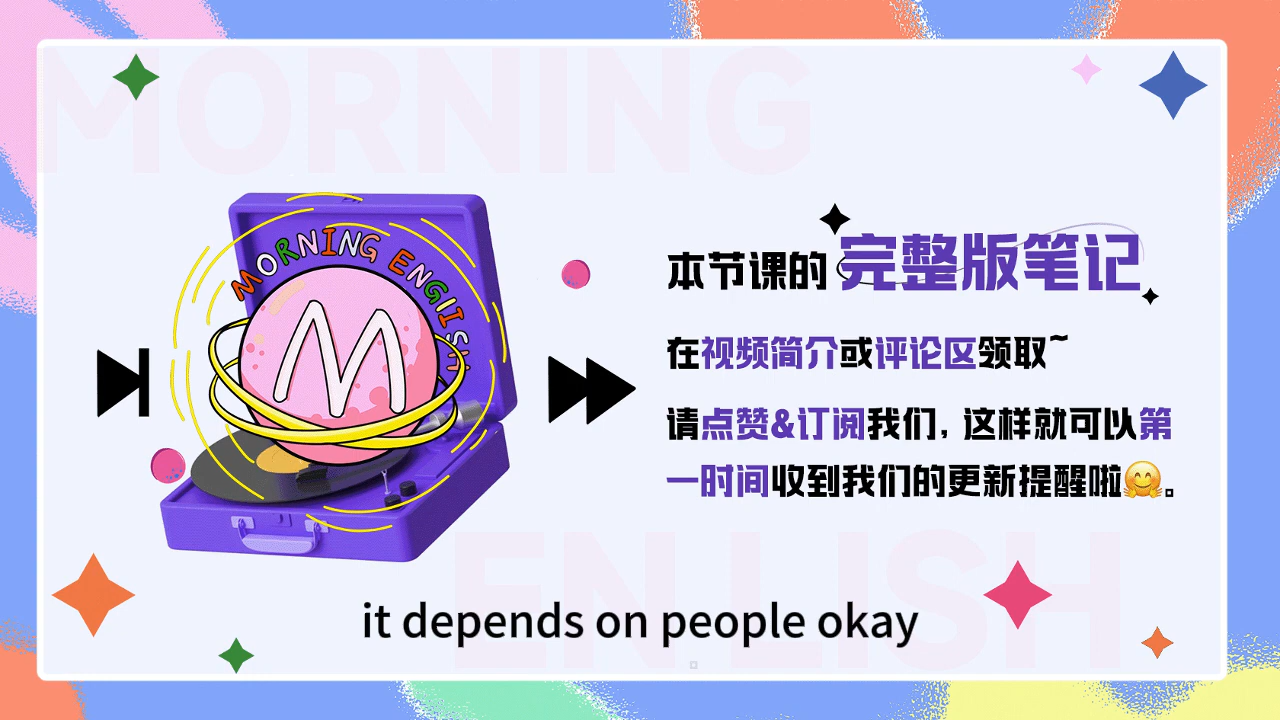 MORNING
MORNING ENGLISH
M
本节课的 完整版笔记
在视频简介或评论区领取~
请点赞&订阅我们, 这样就可以第
一时间收到我们的更新提醒啦🤗。
EN LISH
it depends on people okay